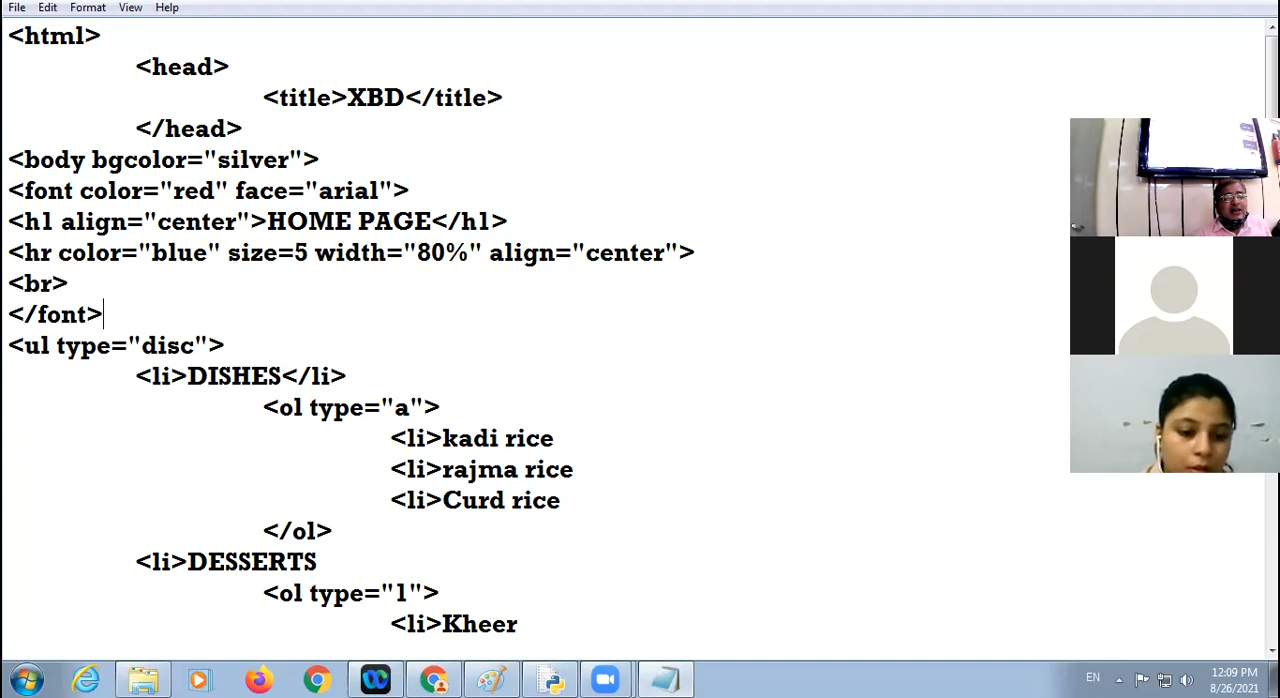 File Edit Format View Help
<html>
<head>
<title>XBD</title>
</head>
<body bgcolor="silver">
<font color="red" face="arial">
<h1 align="center">HOME PAGE</h1>
<hr color="blue" size=5 width="80%" align="center">
<br>
</font>
<ul type="disc">
<li>DISHES</li>
<ol type="a">
<li>kadi rice
<li>rajma rice
<li>Curd rice
</ol>
<li>DESSERTS
<ol type="1">
<li>Kheer
EN
12:09 PM
8/26/2021